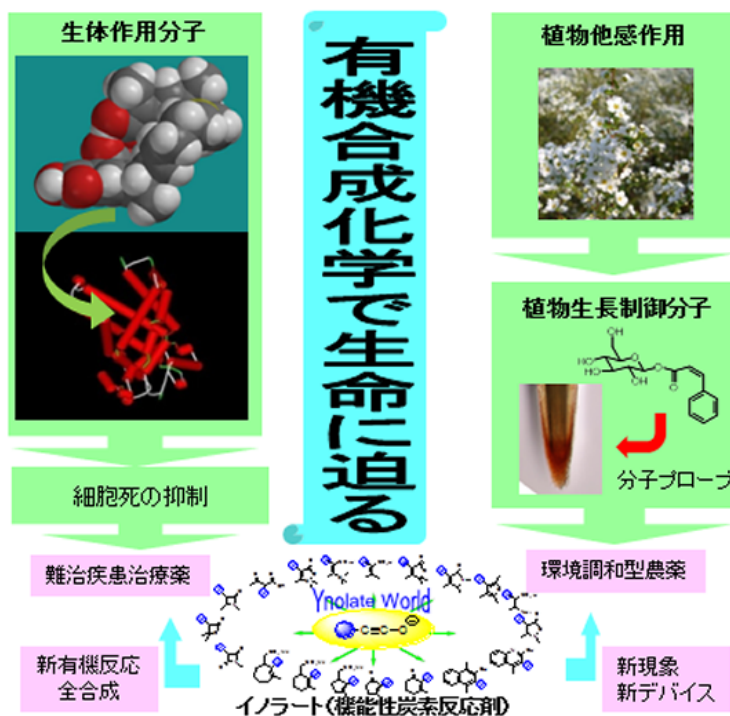 生体作用分子
有機合成化学で生命に迫る
植物他感作用
植物生長制御分子
OH
HO
HO
OH
OH
O
O
O
分子プローブ
細胞死の抑制
難治疾患治療薬
環境調和型農薬
Ynolate World
C≡C-O⊖
新有機反応
全合成
新現象
新デバイス
イノラート(機能性炭素反応剤)